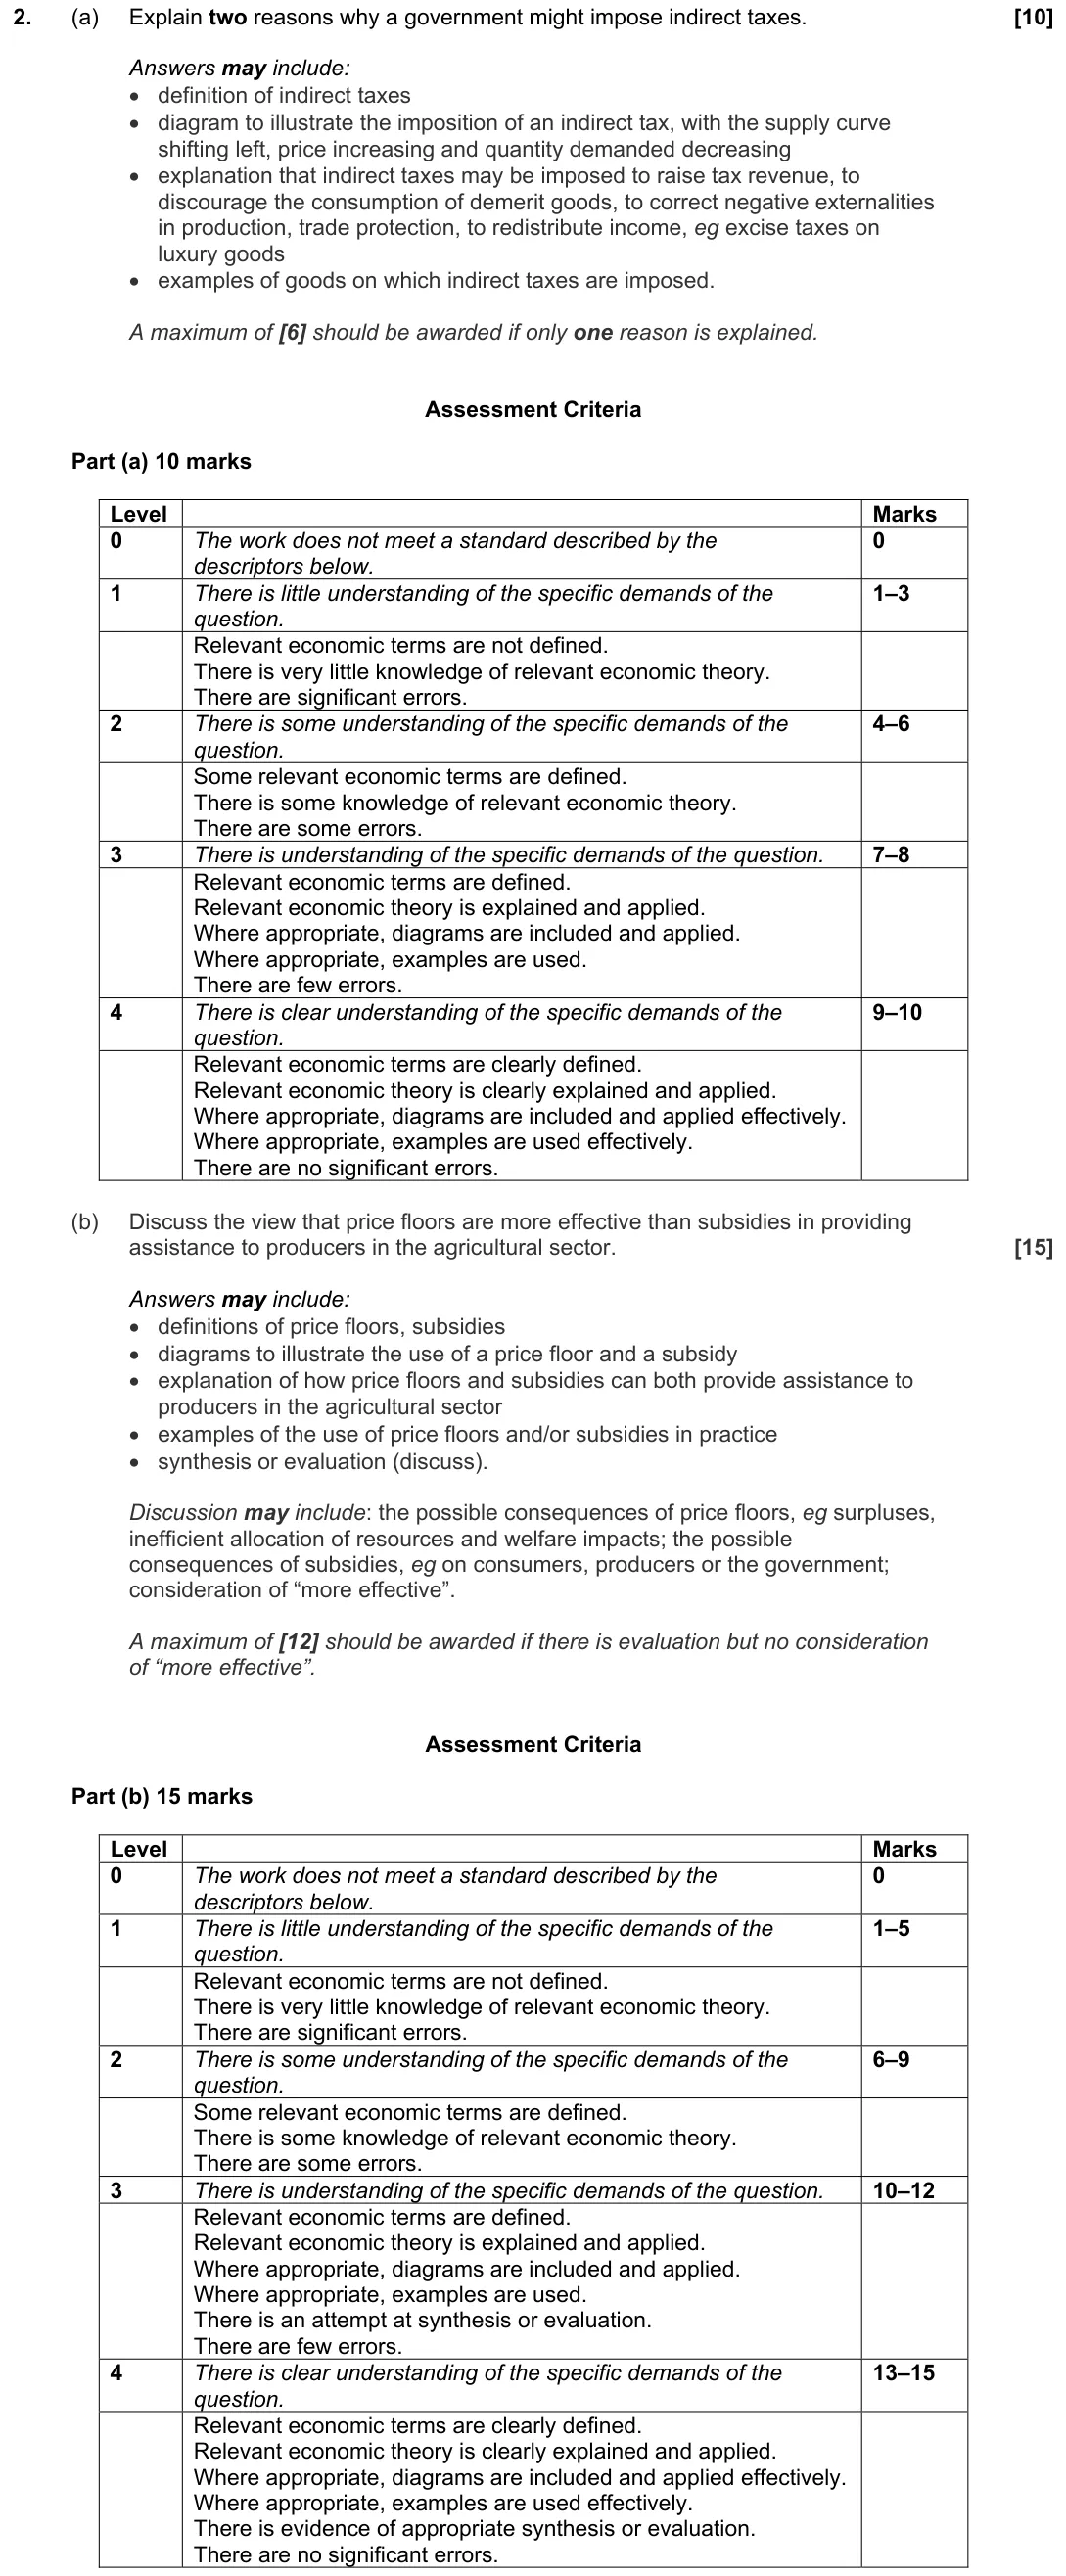 2. (a) Explain two reasons why a government might impose indirect taxes. [10]
Answers may include:
• definition of indirect taxes
• diagram to illustrate the imposition of an indirect tax, with the supply curve
shifting left, price increasing and quantity demanded decreasing
• explanation that indirect taxes may be imposed to raise tax revenue, to
discourage the consumption of demerit goods, to correct negative externalities
in production, trade protection, to redistribute income, eg excise taxes on
luxury goods
• examples of goods on which indirect taxes are imposed.
A maximum of [6] should be awarded if only one reason is explained.
Assessment Criteria
Part (a) 10 marks
Level Marks
0 The work does not meet a standard described by the 0
descriptors below.
1 There is little understanding of the specific demands of the 1–3
question.
Relevant economic terms are not defined.
There is very little knowledge of relevant economic theory.
There are significant errors.
2 There is some understanding of the specific demands of the 4–6
question.
Some relevant economic terms are defined.
There is some knowledge of relevant economic theory.
There are some errors.
3 There is understanding of the specific demands of the question. 7–8
Relevant economic terms are defined.
Relevant economic theory is explained and applied.
Where appropriate, diagrams are included and applied.
Where appropriate, examples are used.
There are few errors.
4 There is clear understanding of the specific demands of the 9–10
question.
Relevant economic terms are clearly defined.
Relevant economic theory is clearly explained and applied.
Where appropriate, diagrams are included and applied effectively.
Where appropriate, examples are used effectively.
There are no significant errors.
(b) Discuss the view that price floors are more effective than subsidies in providing
assistance to producers in the agricultural sector. [15]
Answers may include:
• definitions of price floors, subsidies
• diagrams to illustrate the use of a price floor and a subsidy
• explanation of how price floors and subsidies can both provide assistance to
producers in the agricultural sector
• examples of the use of price floors and/or subsidies in practice
• synthesis or evaluation (discuss).
Discussion may include: the possible consequences of price floors, eg surpluses,
inefficient allocation of resources and welfare impacts; the possible
consequences of subsidies, eg on consumers, producers or the government;
consideration of “more effective”.
A maximum of [12] should be awarded if there is evaluation but no consideration
of “more effective”.
Assessment Criteria
Part (b) 15 marks
Level Marks
0 The work does not meet a standard described by the 0
descriptors below.
1 There is little understanding of the specific demands of the 1–5
question.
Relevant economic terms are not defined.
There is very little knowledge of relevant economic theory.
There are significant errors.
2 There is some understanding of the specific demands of the 6–9
question.
Some relevant economic terms are defined.
There is some knowledge of relevant economic theory.
There are some errors.
3 There is understanding of the specific demands of the question. 10–12
Relevant economic terms are defined.
Relevant economic theory is explained and applied.
Where appropriate, diagrams are included and applied.
Where appropriate, examples are used.
There is an attempt at synthesis or evaluation.
There are few errors.
4 There is clear understanding of the specific demands of the 13–15
question.
Relevant economic terms are clearly defined.
Relevant economic theory is clearly explained and applied.
Where appropriate, diagrams are included and applied effectively.
Where appropriate, examples are used effectively.
There is evidence of appropriate synthesis or evaluation.
There are no significant errors.